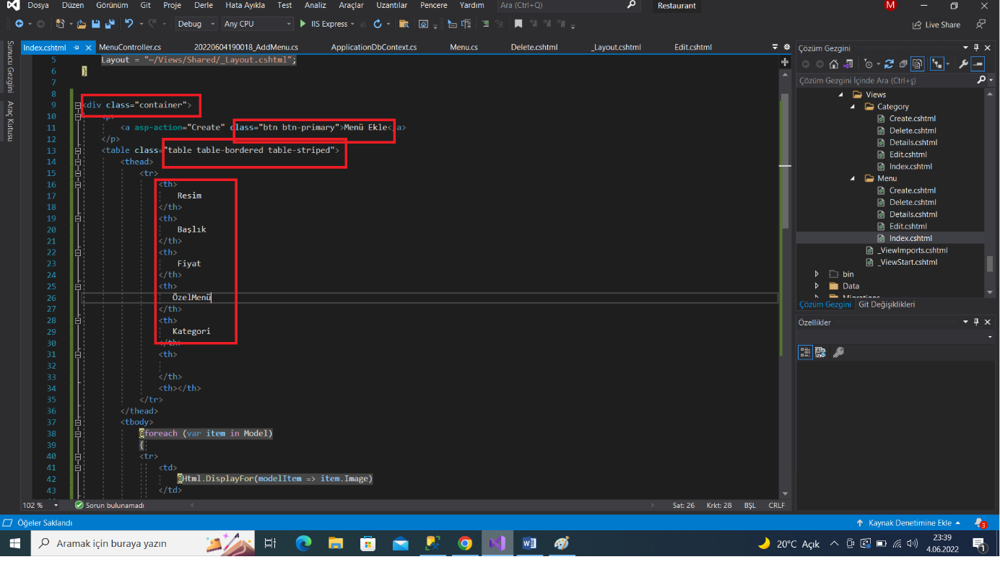 Dosya Düzen Görünüm Git Proje Derle Hata Ayıkla Test Analiz Araçlar Uzantılar Pencere Yardım Ara (Ctrl+Q) Restaurant M
Debug Any CPU IIS Express Live Share
Sunucu Gezgini
Araç Kutusu
Index.cshtml MenuController.cs 20220604190018_AddMenu.cs ApplicationDbContext.cs Menu.cs Delete.cshtml _Layout.cshtml Edit.cshtml
5 Layout = "~/Views/Shared/_Layout.cshtml";
6 }
7
8
9 <div class="container">
10 <p>
11 <a asp-action="Create" class="btn btn-primary">Menü Ekle</a>
12 </p>
13 <table class="table table-bordered table-striped">
14 <thead>
15 <tr>
16 <th>
17 Resim
18 </th>
19 <th>
20 Başlık
21 </th>
22 <th>
23 Fiyat
24 </th>
25 <th>
26 ÖzelMenü
27 </th>
28 <th>
29 Kategori
30 </th>
31 <th>
32
33 </th>
34 <th></th>
35 </tr>
36 </thead>
37 <tbody>
38 @foreach (var item in Model)
39 {
40 <tr>
41 <td>
42 @Html.DisplayFor(modelItem => item.Image)
43 </td>
102 % Sorun bulunamadı Sat: 26 Krkt: 28 BŞL CRLF
Çözüm Gezgini
Çözüm Gezgini İçinde Ara (Ctrl+ş)
Views
Category
Create.cshtml
Delete.cshtml
Details.cshtml
Edit.cshtml
Index.cshtml
Menu
Create.cshtml
Delete.cshtml
Details.cshtml
Edit.cshtml
Index.cshtml
_ViewImports.cshtml
_ViewStart.cshtml
bin
Data
Migrations
Çözüm Gezgini Git Değişiklikleri
Özellikler
Öğeler Saklandı Kaynak Denetimine Ekle 3
Aramak için buraya yazın 20°C Açık 23:39
4.06.2022 1